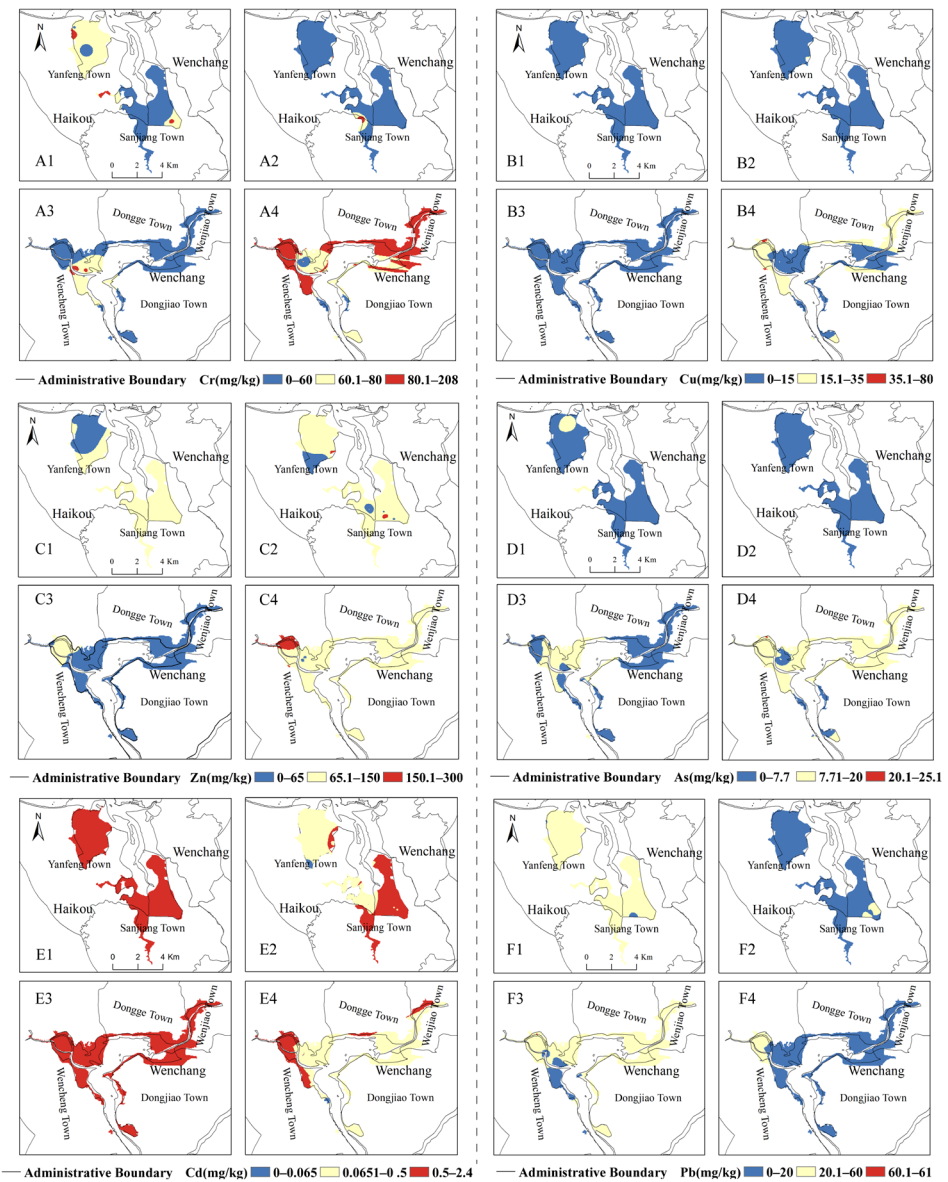 N
Wenchang
Yanfeng Town
Haikou
Sanjiang Town
A1
0 2 4 Km
Wenchang
Yanfeng Town
Haikou
Sanjiang Town
A2
N
Wenchang
Yanfeng Town
Haikou
Sanjiang Town
B1
0 2 4 Km
Wenchang
Yanfeng Town
Haikou
Sanjiang Town
B2
A3
Dongge Town
Wenjiao Town
Wenchang
Wencheng Town
Dongjiao Town
A4
Dongge Town
Wenjiao Town
Wenchang
Wencheng Town
Dongjiao Town
B3
Dongge Town
Wenjiao Town
Wenchang
Wencheng Town
Dongjiao Town
B4
Dongge Town
Wenjiao Town
Wenchang
Wencheng Town
Dongjiao Town
Administrative Boundary Cr(mg/kg) 0–60 60.1–80 80.1–208
Administrative Boundary Cu(mg/kg) 0–15 15.1–35 35.1–80
N
Wenchang
Yanfeng Town
Haikou
Sanjiang Town
C1
0 2 4 Km
Wenchang
Yanfeng Town
Haikou
Sanjiang Town
C2
N
Wenchang
Yanfeng Town
Haikou
Sanjiang Town
D1
0 2 4 Km
Wenchang
Yanfeng Town
Haikou
Sanjiang Town
D2
C3
Dongge Town
Wenjiao Town
Wenchang
Wencheng Town
Dongjiao Town
C4
Dongge Town
Wenjiao Town
Wenchang
Wencheng Town
Dongjiao Town
D3
Dongge Town
Wenjiao Town
Wenchang
Wencheng Town
Dongjiao Town
D4
Dongge Town
Wenjiao Town
Wenchang
Wencheng Town
Dongjiao Town
Administrative Boundary Zn(mg/kg) 0–65 65.1–150 150.1–300
Administrative Boundary As(mg/kg) 0–7.7 7.71–20 20.1–25.1
N
Wenchang
Yanfeng Town
Haikou
Sanjiang Town
E1
0 2 4 Km
Wenchang
Yanfeng Town
Haikou
Sanjiang Town
E2
N
Wenchang
Yanfeng Town
Haikou
Sanjiang Town
F1
0 2 4 Km
Wenchang
Yanfeng Town
Haikou
Sanjiang Town
F2
E3
Dongge Town
Wenjiao Town
Wenchang
Wencheng Town
Dongjiao Town
E4
Dongge Town
Wenjiao Town
Wenchang
Wencheng Town
Dongjiao Town
F3
Dongge Town
Wenjiao Town
Wenchang
Wencheng Town
Dongjiao Town
F4
Dongge Town
Wenjiao Town
Wenchang
Wencheng Town
Dongjiao Town
Administrative Boundary Cd(mg/kg) 0–0.065 0.0651–0 .5 0.5–2.4
Administrative Boundary Pb(mg/kg) 0–20 20.1–60 60.1–61